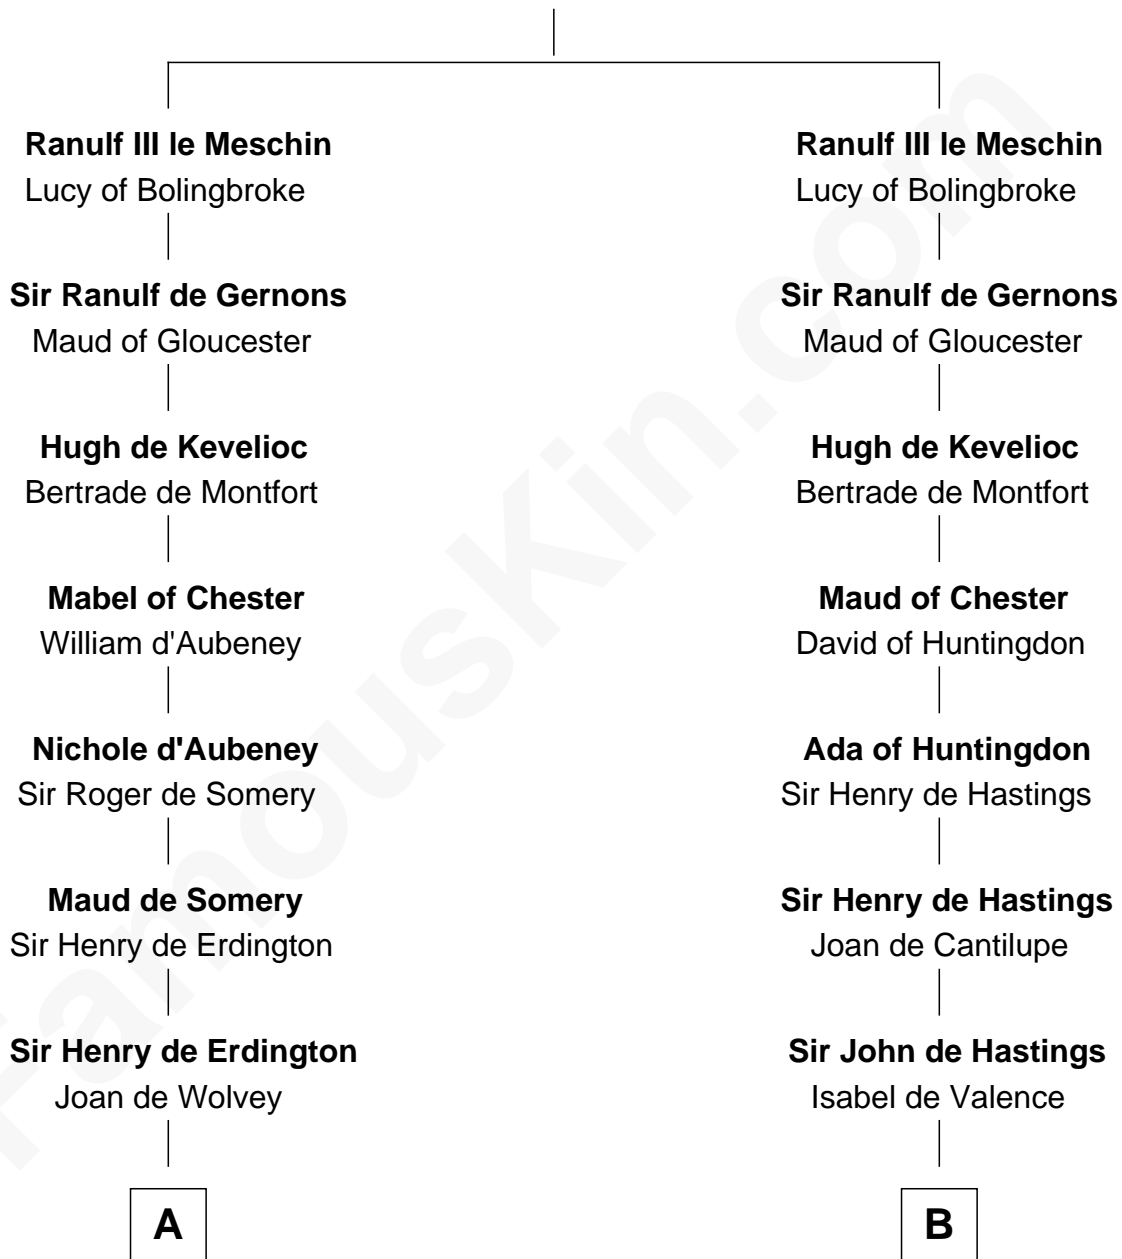 Ranulf III le Meschin
Lucy of Bolingbroke
Sir Ranulf de Gernons
Maud of Gloucester
Hugh de Kevelioc
Bertrade de Montfort
Mabel of Chester
William d'Aubeney
Nichole d'Aubeney
Sir Roger de Somery
Maud de Somery
Sir Henry de Erdington
Sir Henry de Erdington
Joan de Wolvey
A
Ranulf III le Meschin
Lucy of Bolingbroke
Sir Ranulf de Gernons
Maud of Gloucester
Hugh de Kevelioc
Bertrade de Montfort
Maud of Chester
David of Huntingdon
Ada of Huntingdon
Sir Henry de Hastings
Sir Henry de Hastings
Joan de Cantilupe
Sir John de Hastings
Isabel de Valence
B
FamousKin.com